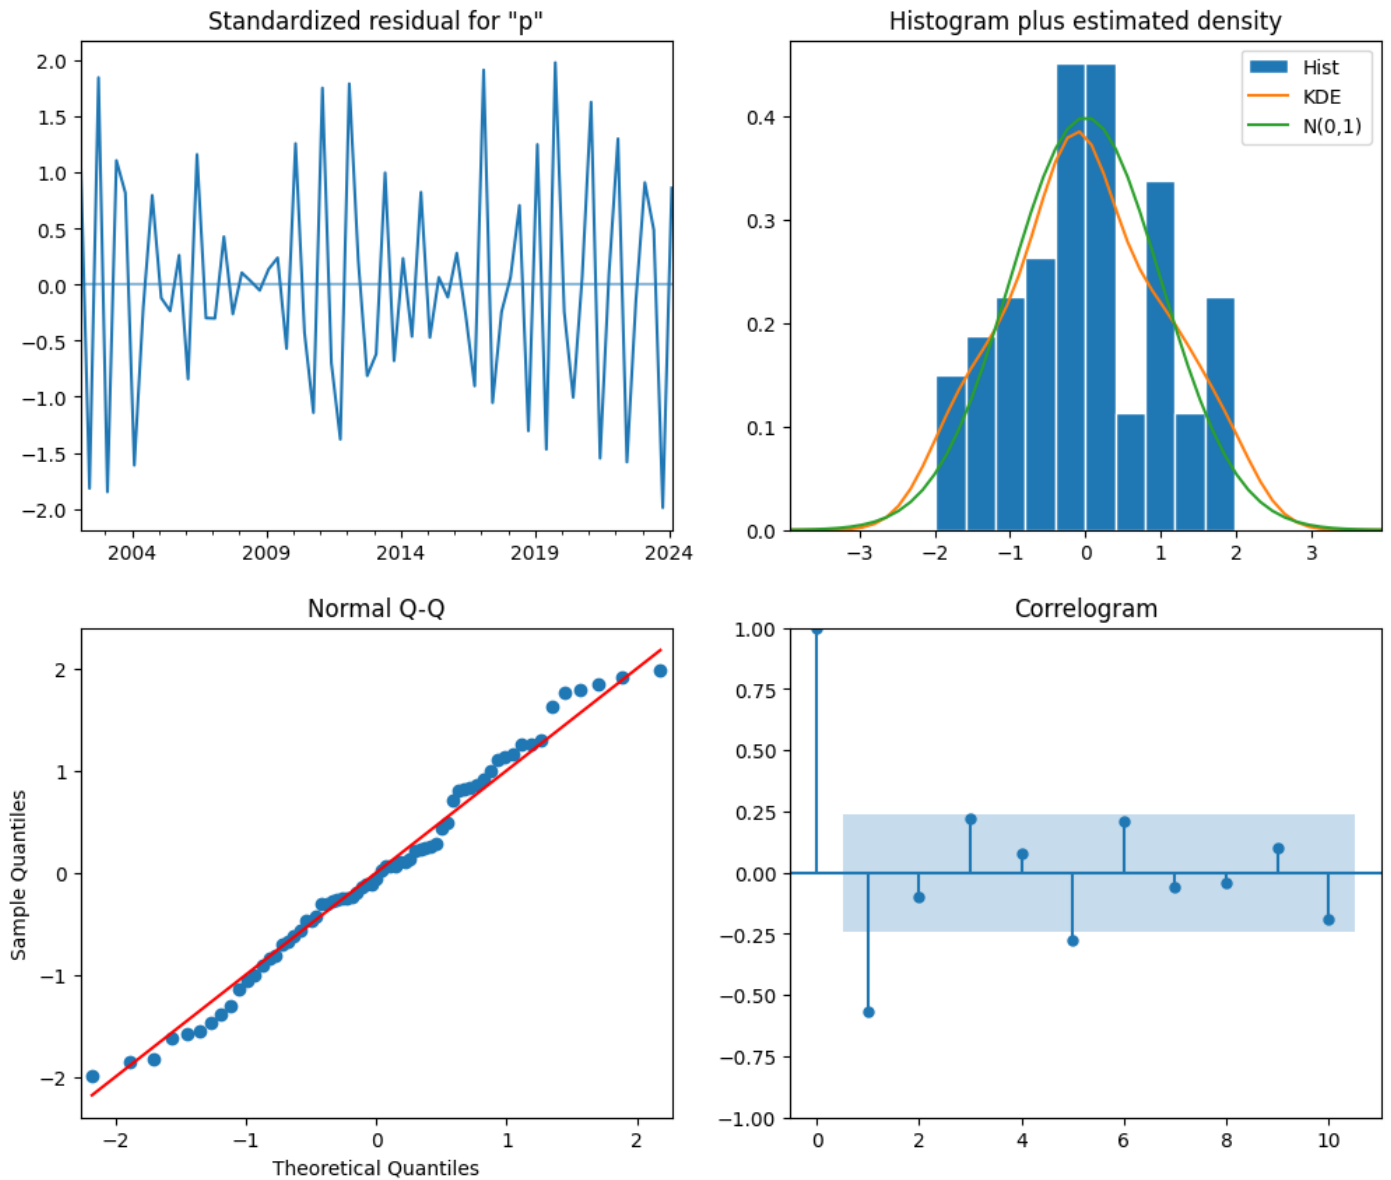 Standardized residual for "p"
2.0
1.5
1.0
0.5
0.0
−0.5
−1.0
−1.5
−2.0
2004 2009 2014 2019 2024
Histogram plus estimated density
Hist
KDE
N(0,1)
0.4
0.3
0.2
0.1
0.0
−3 −2 −1 0 1 2 3
Normal Q-Q
Sample Quantiles
2
1
0
−1
−2
−2 −1 0 1 2
Theoretical Quantiles
Correlogram
1.00
0.75
0.50
0.25
0.00
−0.25
−0.50
−0.75
−1.00
0 2 4 6 8 10